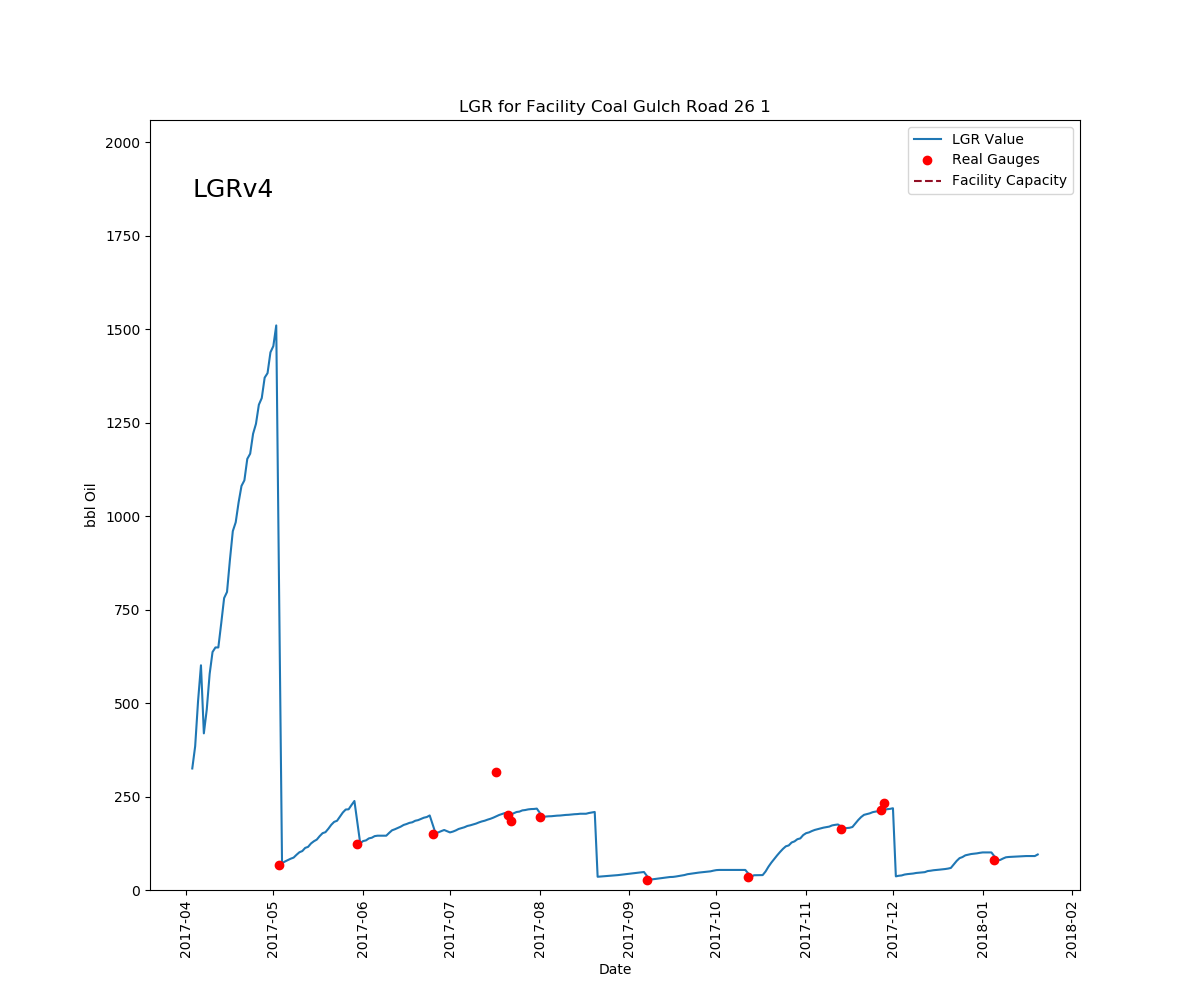 LGR for Facility Coal Gulch Road 26 1
LGRv4
LGR Value
Real Gauges
Facility Capacity
bbl Oil
2000
1750
1500
1250
1000
750
500
250
0
2017-04
2017-05
2017-06
2017-07
2017-08
2017-09
2017-10
2017-11
2017-12
2018-01
2018-02
Date